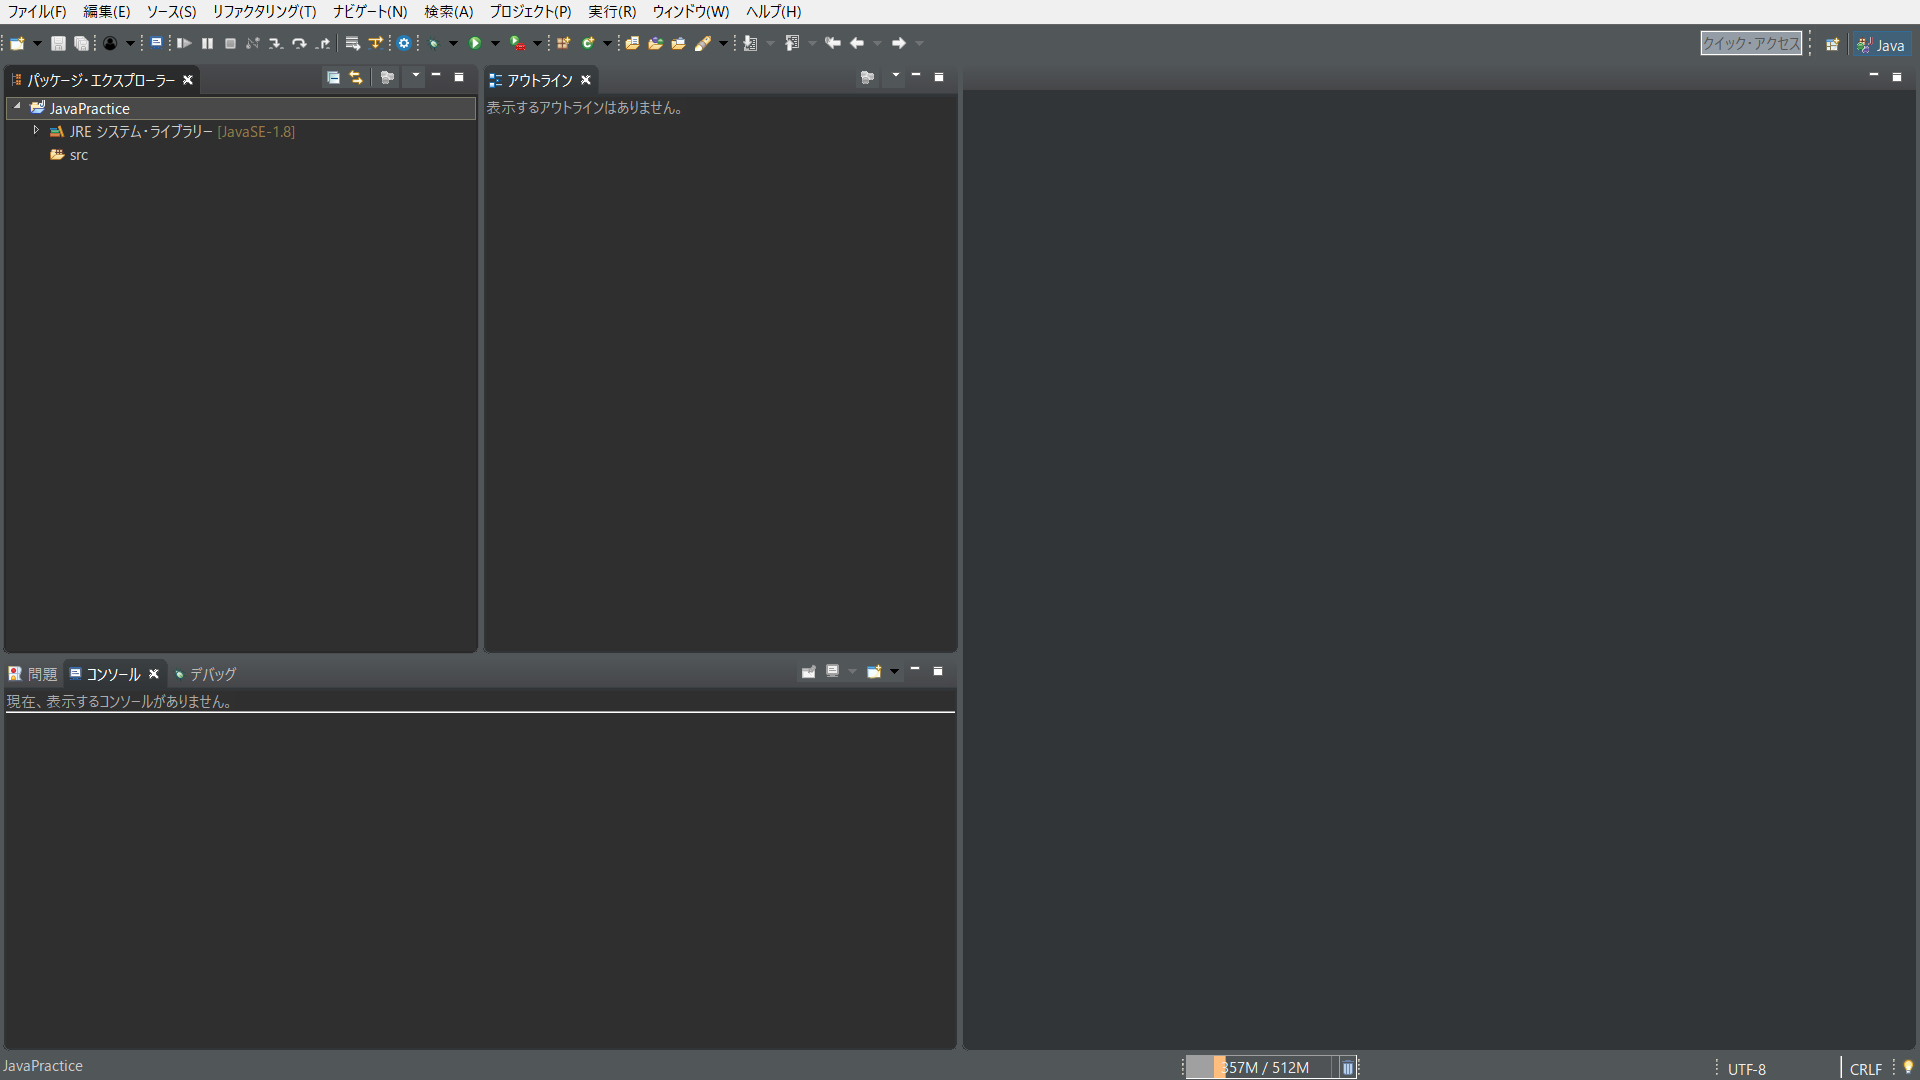 ファイル(F) 編集(E) ソース(S) リファクタリング(T) ナビゲート(N) 検索(A) プロジェクト(P) 実行(R) ウィンドウ(W) ヘルプ(H)
クイック・アクセス
Java
パッケージ・エクスプローラー
アウトライン
JavaPractice
表示するアウトラインはありません。
JRE システム・ライブラリー [JavaSE-1.8]
src
問題 コンソール デバッグ
現在、表示するコンソールがありません。
JavaPractice
357M / 512M
UTF-8
CRLF